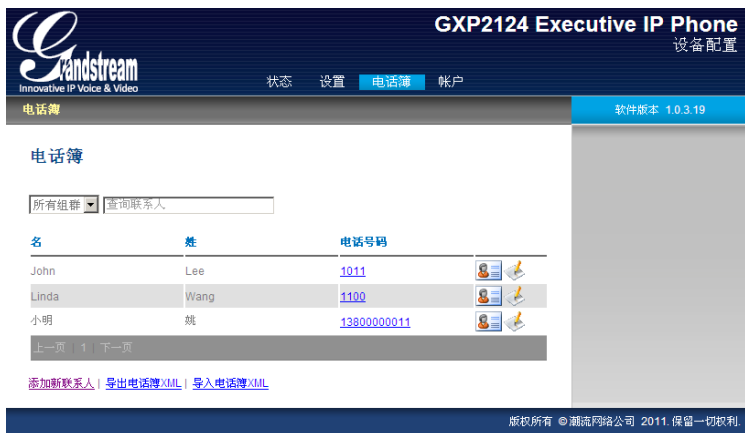 GXP2124 Executive IP Phone
设备配置
Grandstream
Innovative IP Voice & Video
状态 设置 电话簿 帐户
电话簿 软件版本 1.0.3.19
电话簿
所有组群 查询联系人
名 姓 电话号码
John Lee 1011
Linda Wang 1100
小明 姚 13800000011
上一页 | 1 | 下一页
添加新联系人 | 导出电话簿XML | 导入电话簿XML
版权所有 ©潮流网络公司 2011. 保留一切权利.